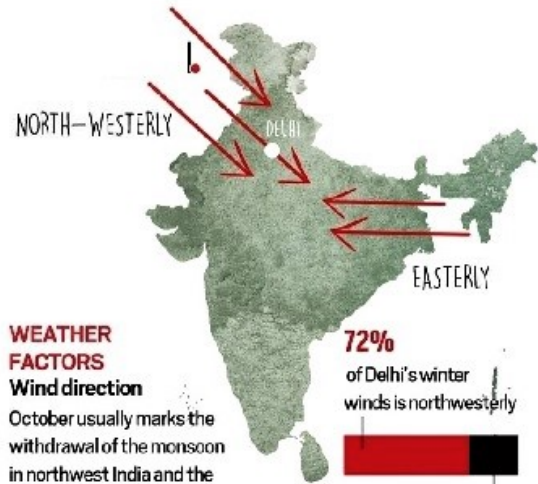 1.
NORTH-WESTERLY
DELHI
EASTERLY
WEATHER
FACTORS
Wind direction
October usually marks the
withdrawal of the monsoon
in northwest India and the
72%
of Delhi's winter
winds is northwesterly